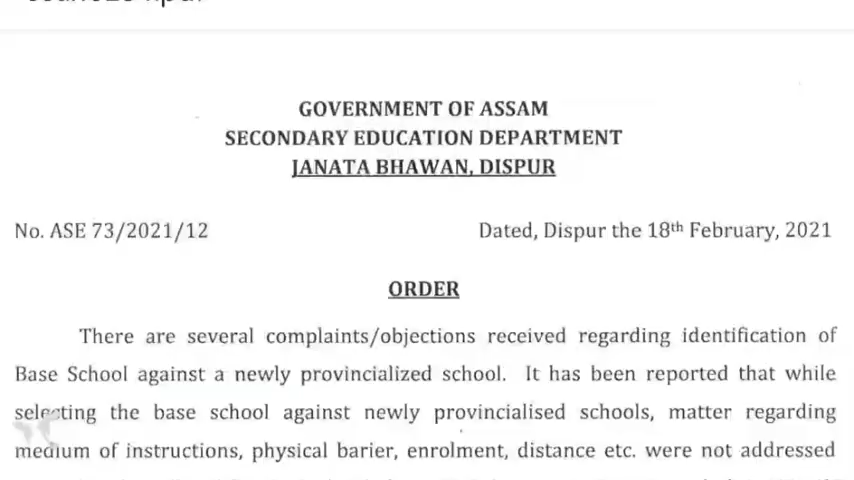 GOVERNMENT OF ASSAM
SECONDARY EDUCATION DEPARTMENT
JANATA BHAWAN, DISPUR
No. ASE 73/2021/12 Dated, Dispur the 18th February, 2021
ORDER
There are several complaints/objections received regarding identification of
Base School against a newly provincialized school. It has been reported that while
selecting the base school against newly provincialised schools, matter regarding
medium of instructions, physical barrier, enrolment, distance etc. were not addressed